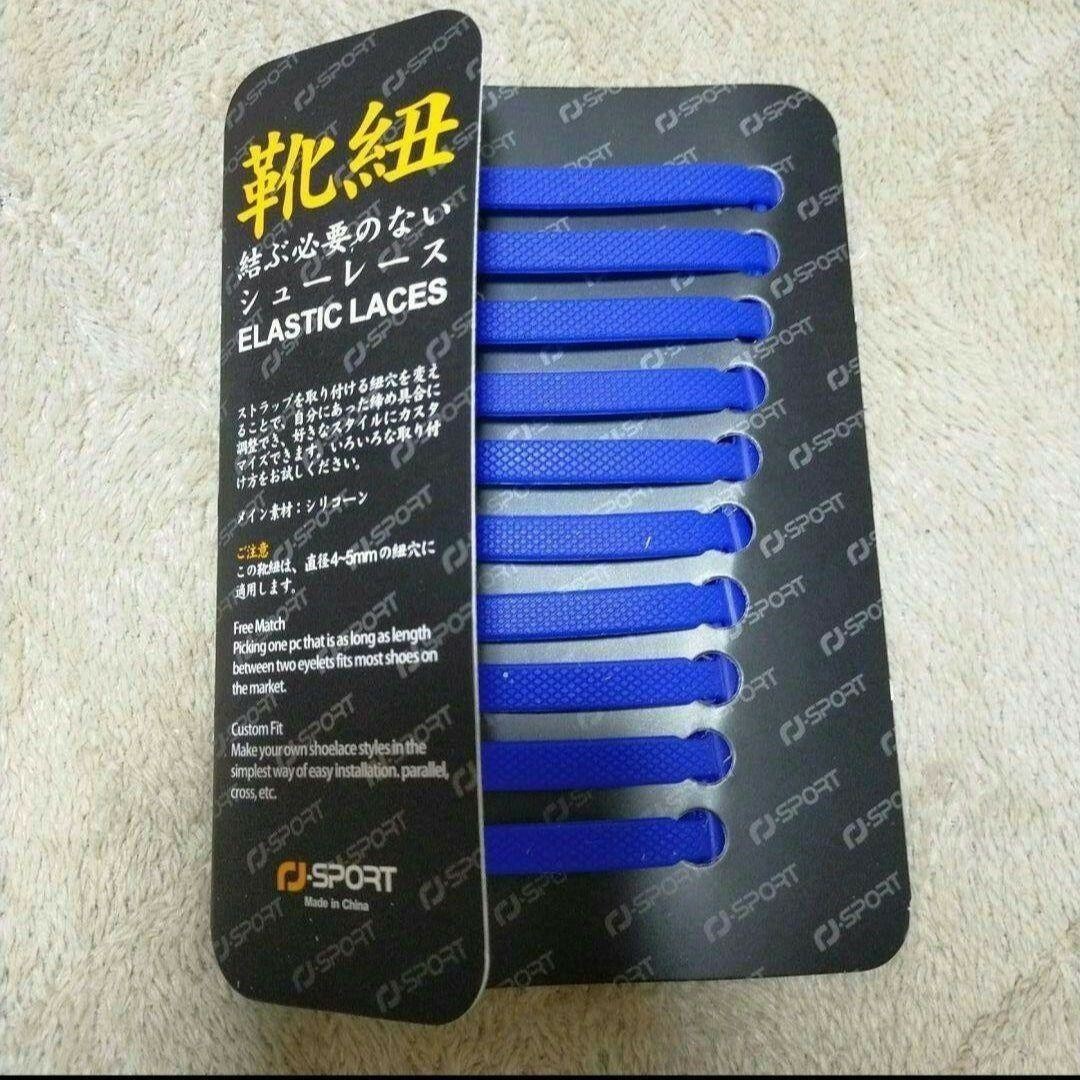 靴紐
結ぶ必要のない
シューレース
ELASTIC LACES
ストラップを取り付ける紐穴を変え
ることで、自分にあった締め具合に
調整でき、好きなスタイルにカスタ
マイズできます。いろいろな取り付
け方をお試しください。
メイン素材：シリコーン
ご注意
この靴紐は、直径4~5mmの紐穴に
適用します。
Free Match
Picking one pc that is as long as length
between two eyelets fits most shoes on
the market.
Custom Fit
Make your own shoelace styles in the
simplest way of easy installation. parallel,
cross, etc.
J-SPORT
Made in China